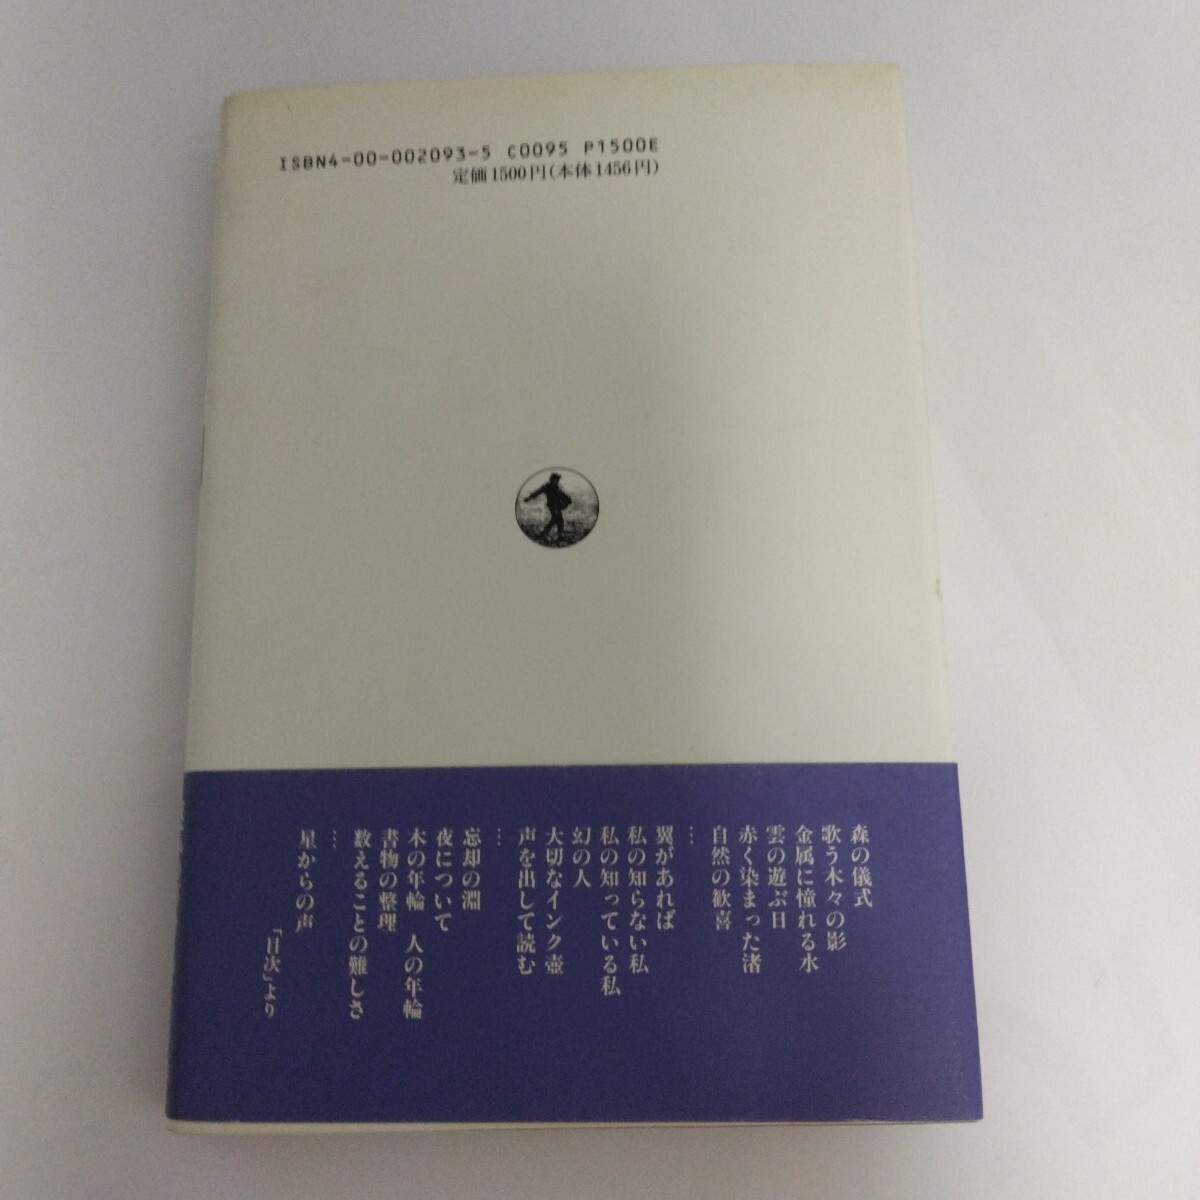 ISBN4-00-002093-5 C0095 P1500E
定価1500円(本体1456円)
森の儀式
歌う木々の影
金属に憧れる水
雲の遊ぶ日
赤く染まった渚
自然の歓喜
…
翼があれば
私の知らない私
私の知っている私
幻の人
大切なインク壺
声を出して読む
…
忘却の淵
夜について
木の年輪 人の年輪
書物の整理
数えることの難しさ
…
星からの声
「目次」より